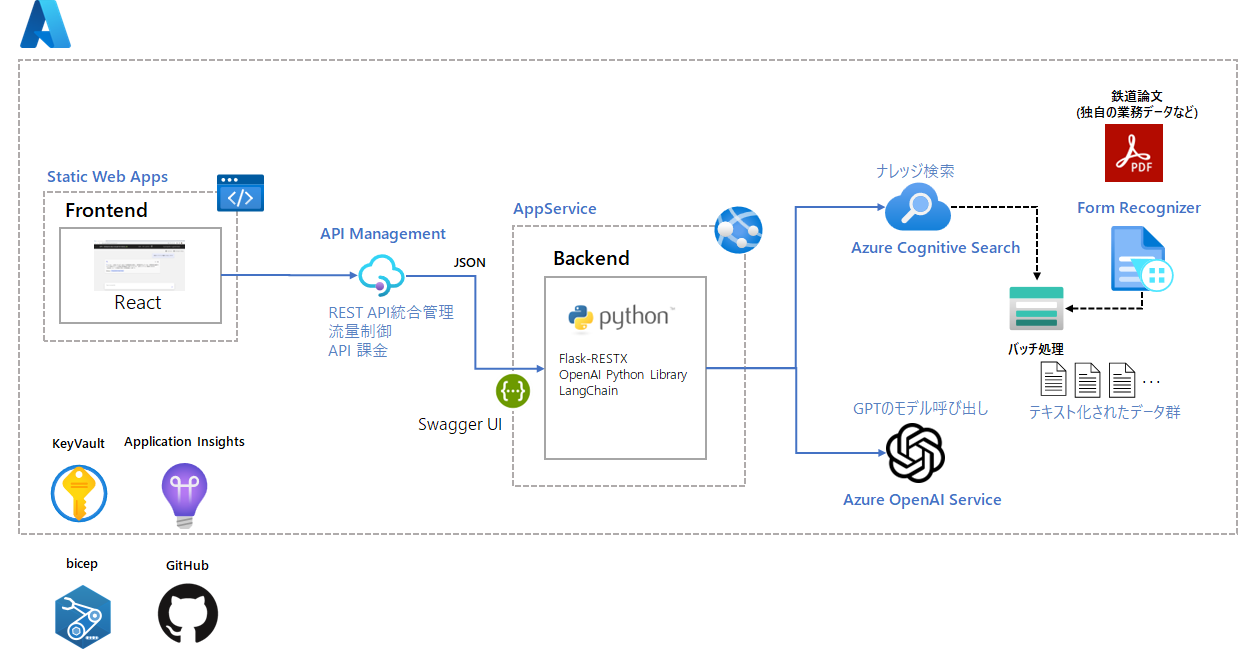 鉄道論文
(独自の業務データなど)
PDF
Static Web Apps
Frontend
React
API Management
REST API統合管理
流量制御
API 課金
JSON
AppService
Backend
python™
Flask-RESTX
OpenAI Python Library
LangChain
Swagger UI
ナレッジ検索
Azure Cognitive Search
Form Recognizer
バッチ処理
...
テキスト化されたデータ群
GPTのモデル呼び出し
Azure OpenAI Service
KeyVault
Application Insights
bicep
GitHub